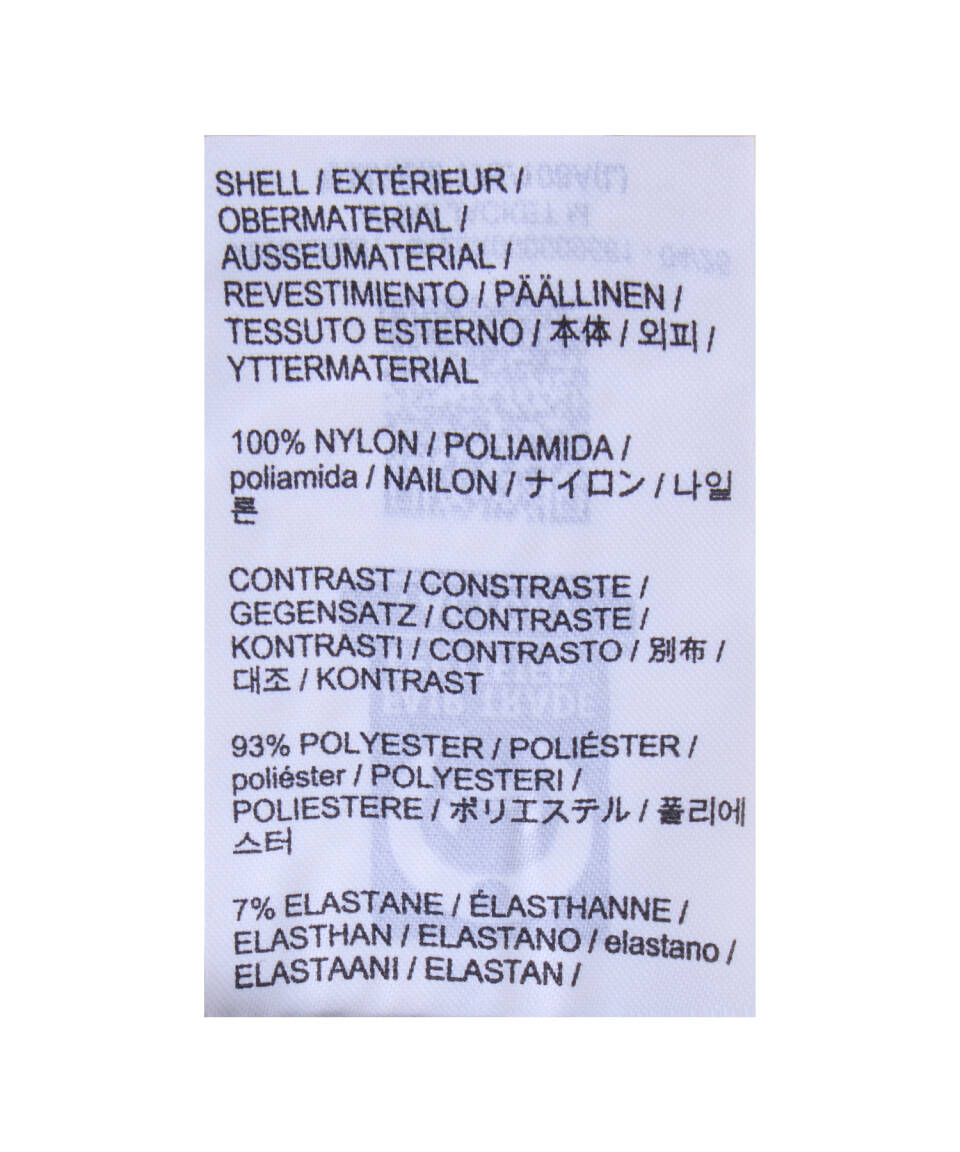 SHELL / EXTÉRIEUR /
OBERMATERIAL /
AUSSEUMATERIAL /
REVESTIMIENTO / PÄÄLLINEN /
TESSUTO ESTERNO / 本体 / 외피 /
YTTERMATERIAL
100% NYLON / POLIAMIDA /
poliamida / NAILON / ナイロン / 나일
론
CONTRAST / CONSTRASTE /
GEGENSATZ / CONTRASTE /
KONTRASTI / CONTRASTO / 別布 /
대조 / KONTRAST
93% POLYESTER / POLIÉSTER /
poliéster / POLYESTERI /
POLIESTERE / ポリエステル / 폴리에
스터
7% ELASTANE / ÉLASTHANNE /
ELASTHAN / ELASTANO / elastano /
ELASTAANI / ELASTAN /